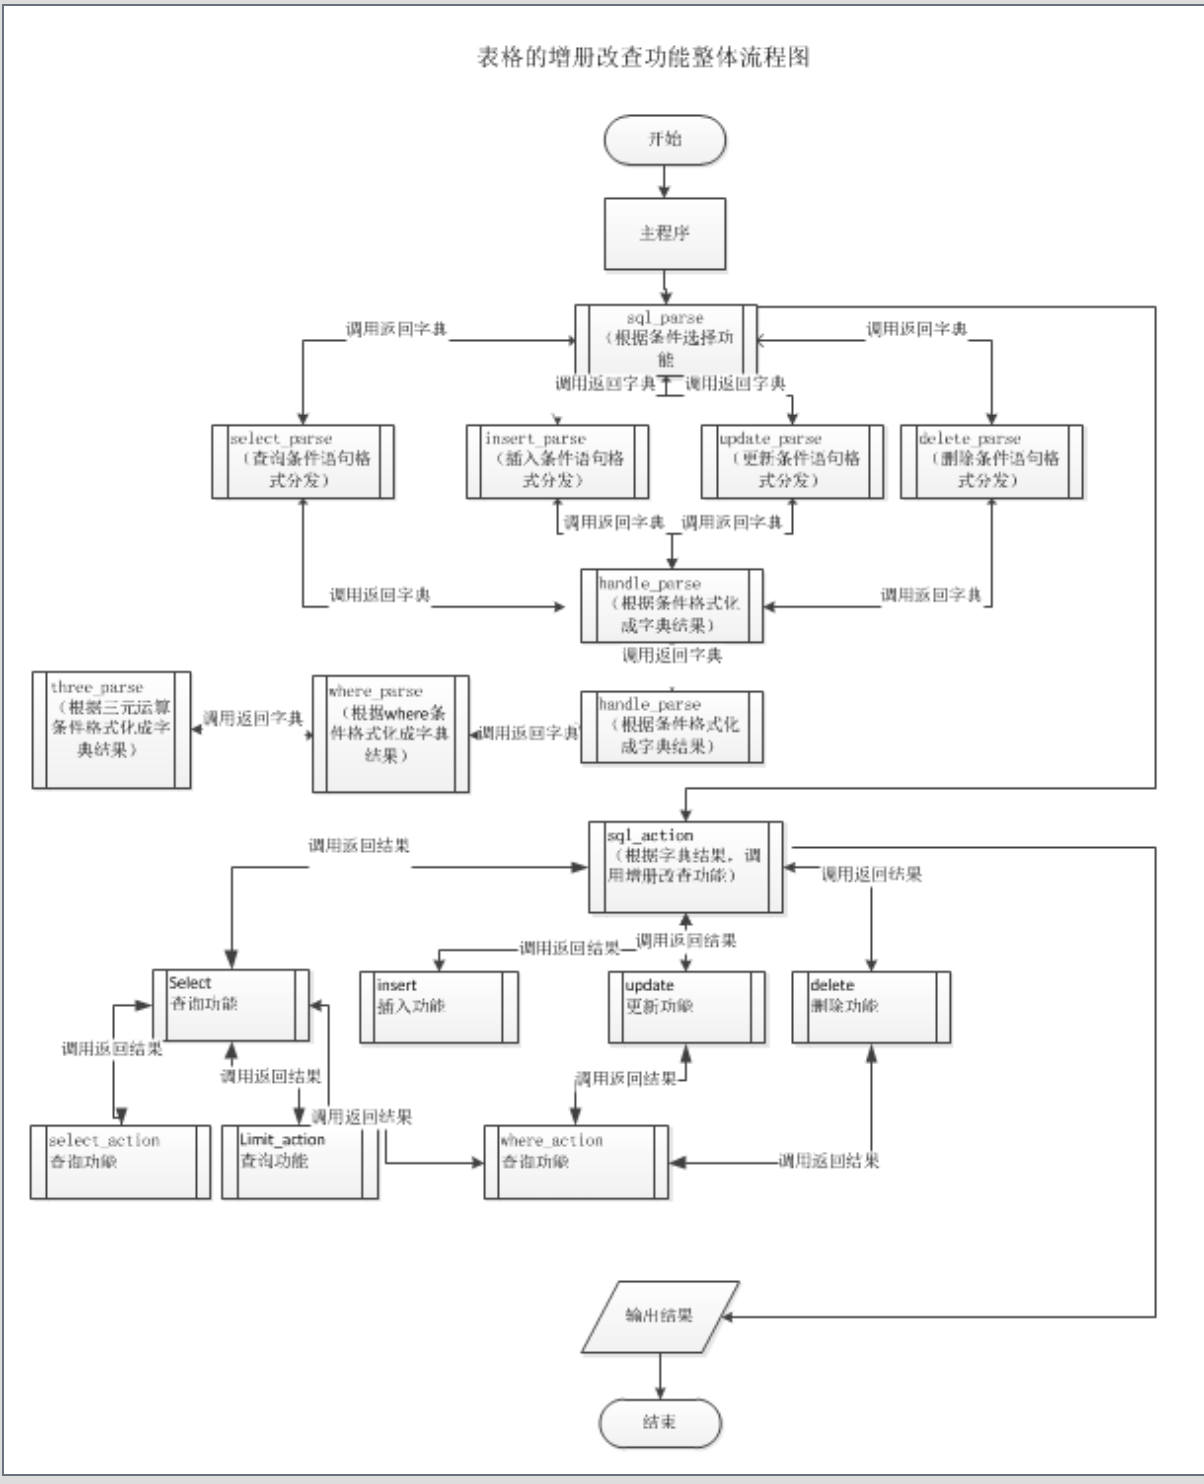 表格的增册改查功能整体流程图
开始
主程序
sql_parse
（根据条件选择功
能
调用返回字典
调用返回字典
调用返回字典
调用返回字典
select_parse
（查询条件语句格
式分发）
insert_parse
（插入条件语句格
式分发）
update_parse
（更新条件语句格
式分发）
delete_parse
（删除条件语句格
式分发）
调用返回字典
调用返回字典
handle_parse
（根据条件格式化
成字典结果）
调用返回字典
调用返回字典
调用返回字典
three_parse
（根据三元运算
条件格式化成字
典结果）
调用返回字典
where_parse
（根据where条
件格式化成字典
结果）
调用返回字典
handle_parse
（根据条件格式化
成字典结果）
sql_action
（根据字典结果，调
用增册改查功能）
调用返回结果
调用返回结果
调用返回结果
调用返回结果
Select
查询功能
insert
插入功能
update
更新功能
delete
删除功能
调用返回结果
调用返回结果
调用返回结果
调用返回结果
select_action
查询功能
Limit_action
查询功能
where_action
查询功能
调用返回结果
输出结果
结束